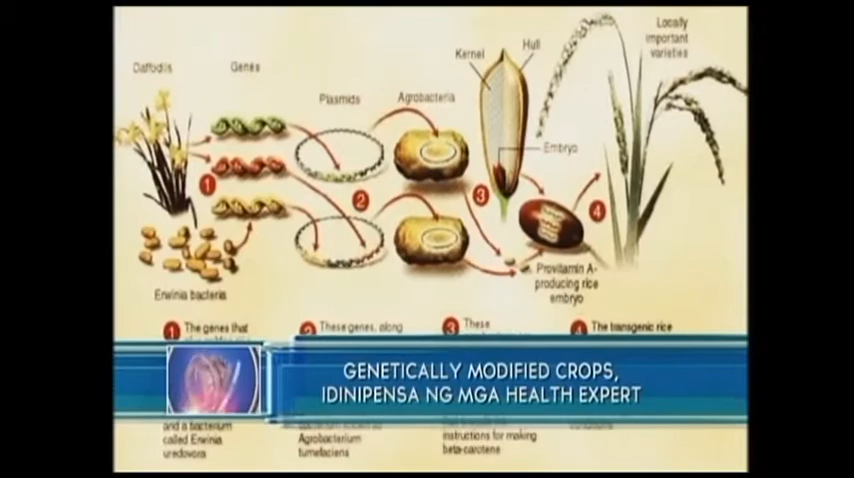 Daffodils
Genes
Plasmids
Agrobacteria
Kernel
Hull
Locally
important
varieties
Embryo
1
2
3
4
Erwinia bacteria
Provitamin A-
producing rice
embryo
1 The genes that
2 These genes, along
3 These
4 The transgenic rice
GENETICALLY MODIFIED CROPS,
IDINIPENSA NG MGA HEALTH EXPERT
and a bacterium
called Erwinia
uredovora
Agrobacterium
tumefaciens
instructions for making
beta-carotene